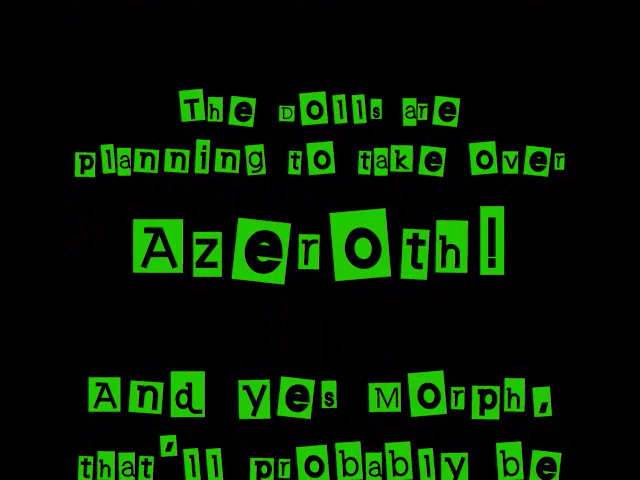 The Dolls are
planning to take over
Azeroth!
And yes Morph,
that'll probably be